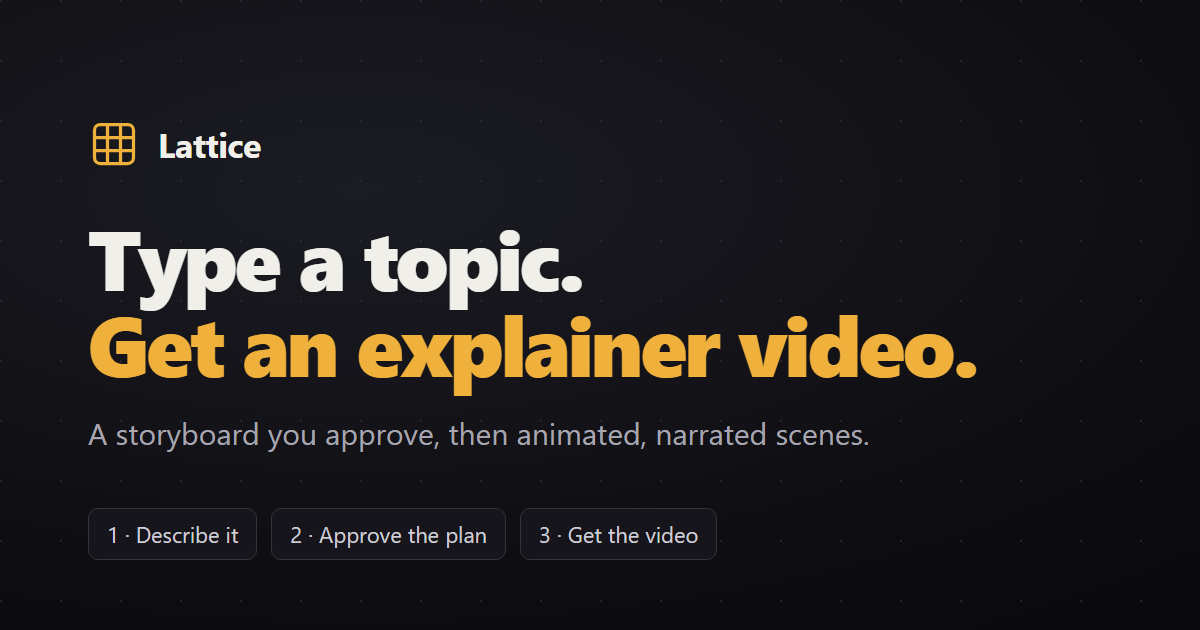 Lattice
Type a topic.
Get an explainer video.
A storyboard you approve, then animated, narrated scenes.
1 · Describe it
2 · Approve the plan
3 · Get the video